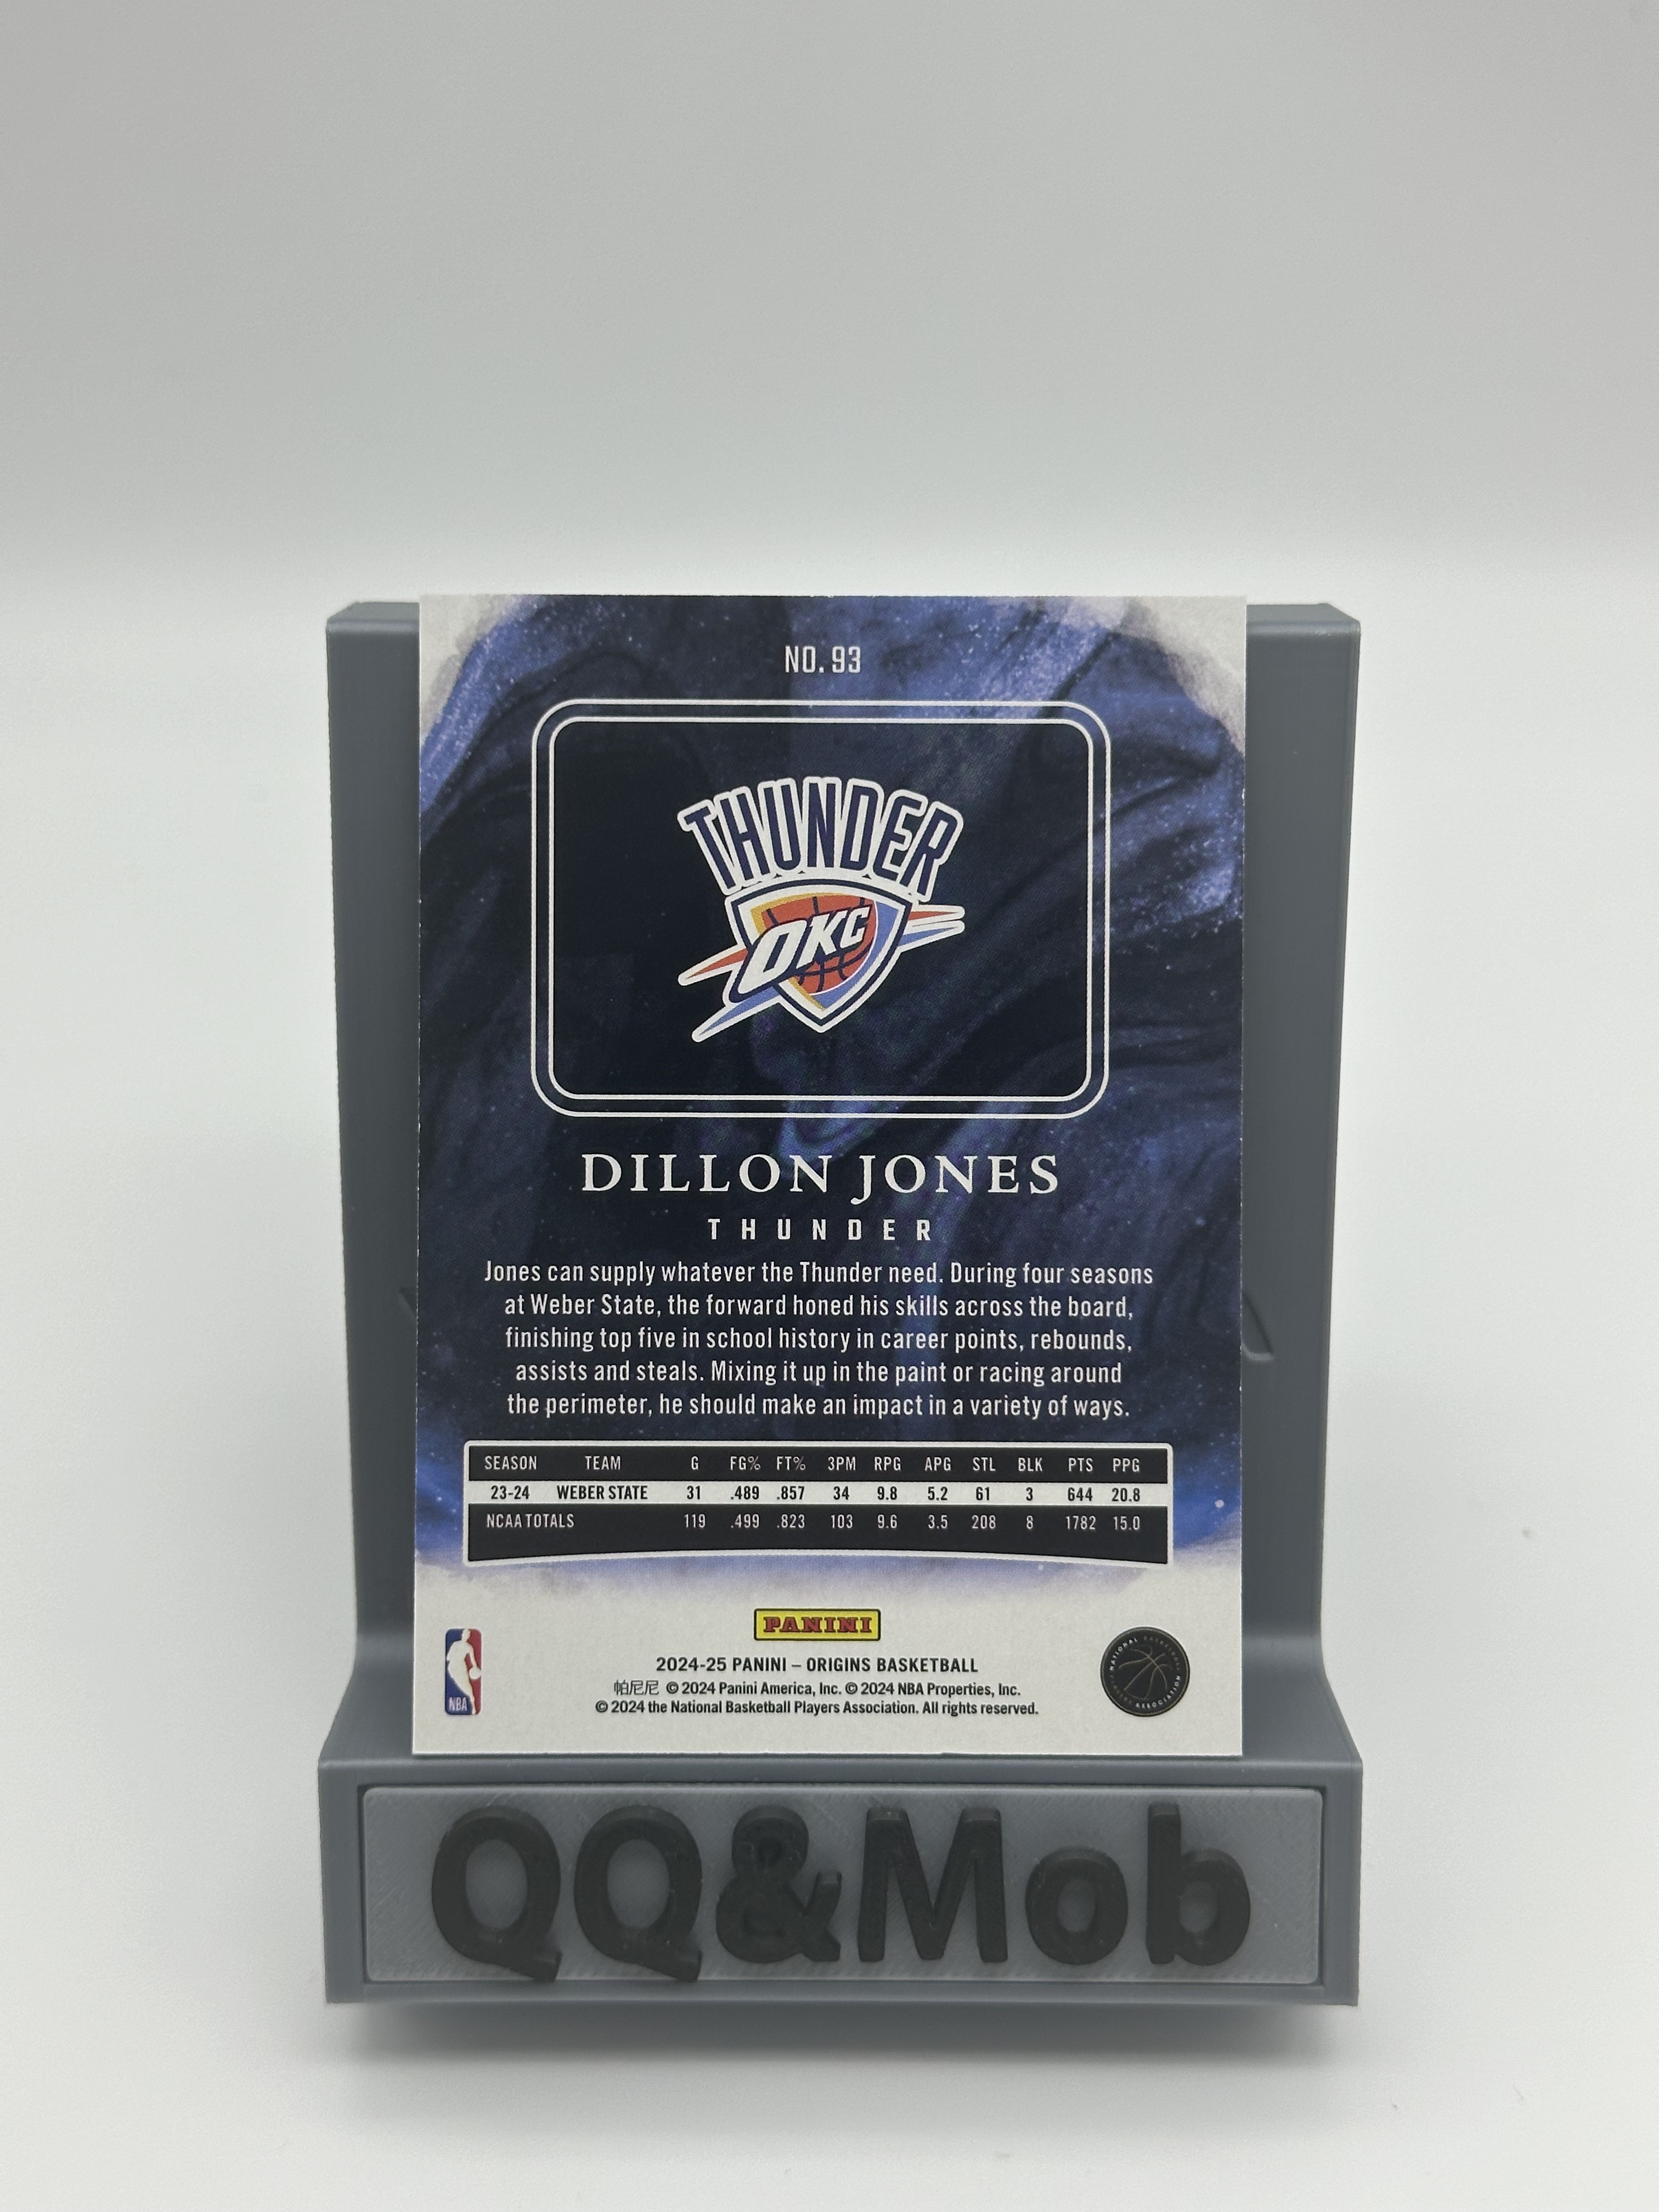 NO. 93
THUNDER
OKC
DILLON JONES
THUNDER
Jones can supply whatever the Thunder need. During four seasons
at Weber State, the forward honed his skills across the board,
finishing top five in school history in career points, rebounds,
assists and steals. Mixing it up in the paint or racing around
the perimeter, he should make an impact in a variety of ways.
SEASON TEAM G FG% FT% 3PM RPG APG STL BLK PTS PPG
23-24 WEBER STATE 31 .489 .857 34 9.8 5.2 61 3 644 20.8
NCAA TOTALS 119 .499 .823 103 9.6 3.5 208 8 1782 15.0
PANINI
2024-25 PANINI – ORIGINS BASKETBALL
帕尼尼 © 2024 Panini America, Inc. © 2024 NBA Properties, Inc.
© 2024 the National Basketball Players Association. All rights reserved.
NBA
NATIONAL BASKETBALL PLAYERS ASSOCIATION
QQ&Mob